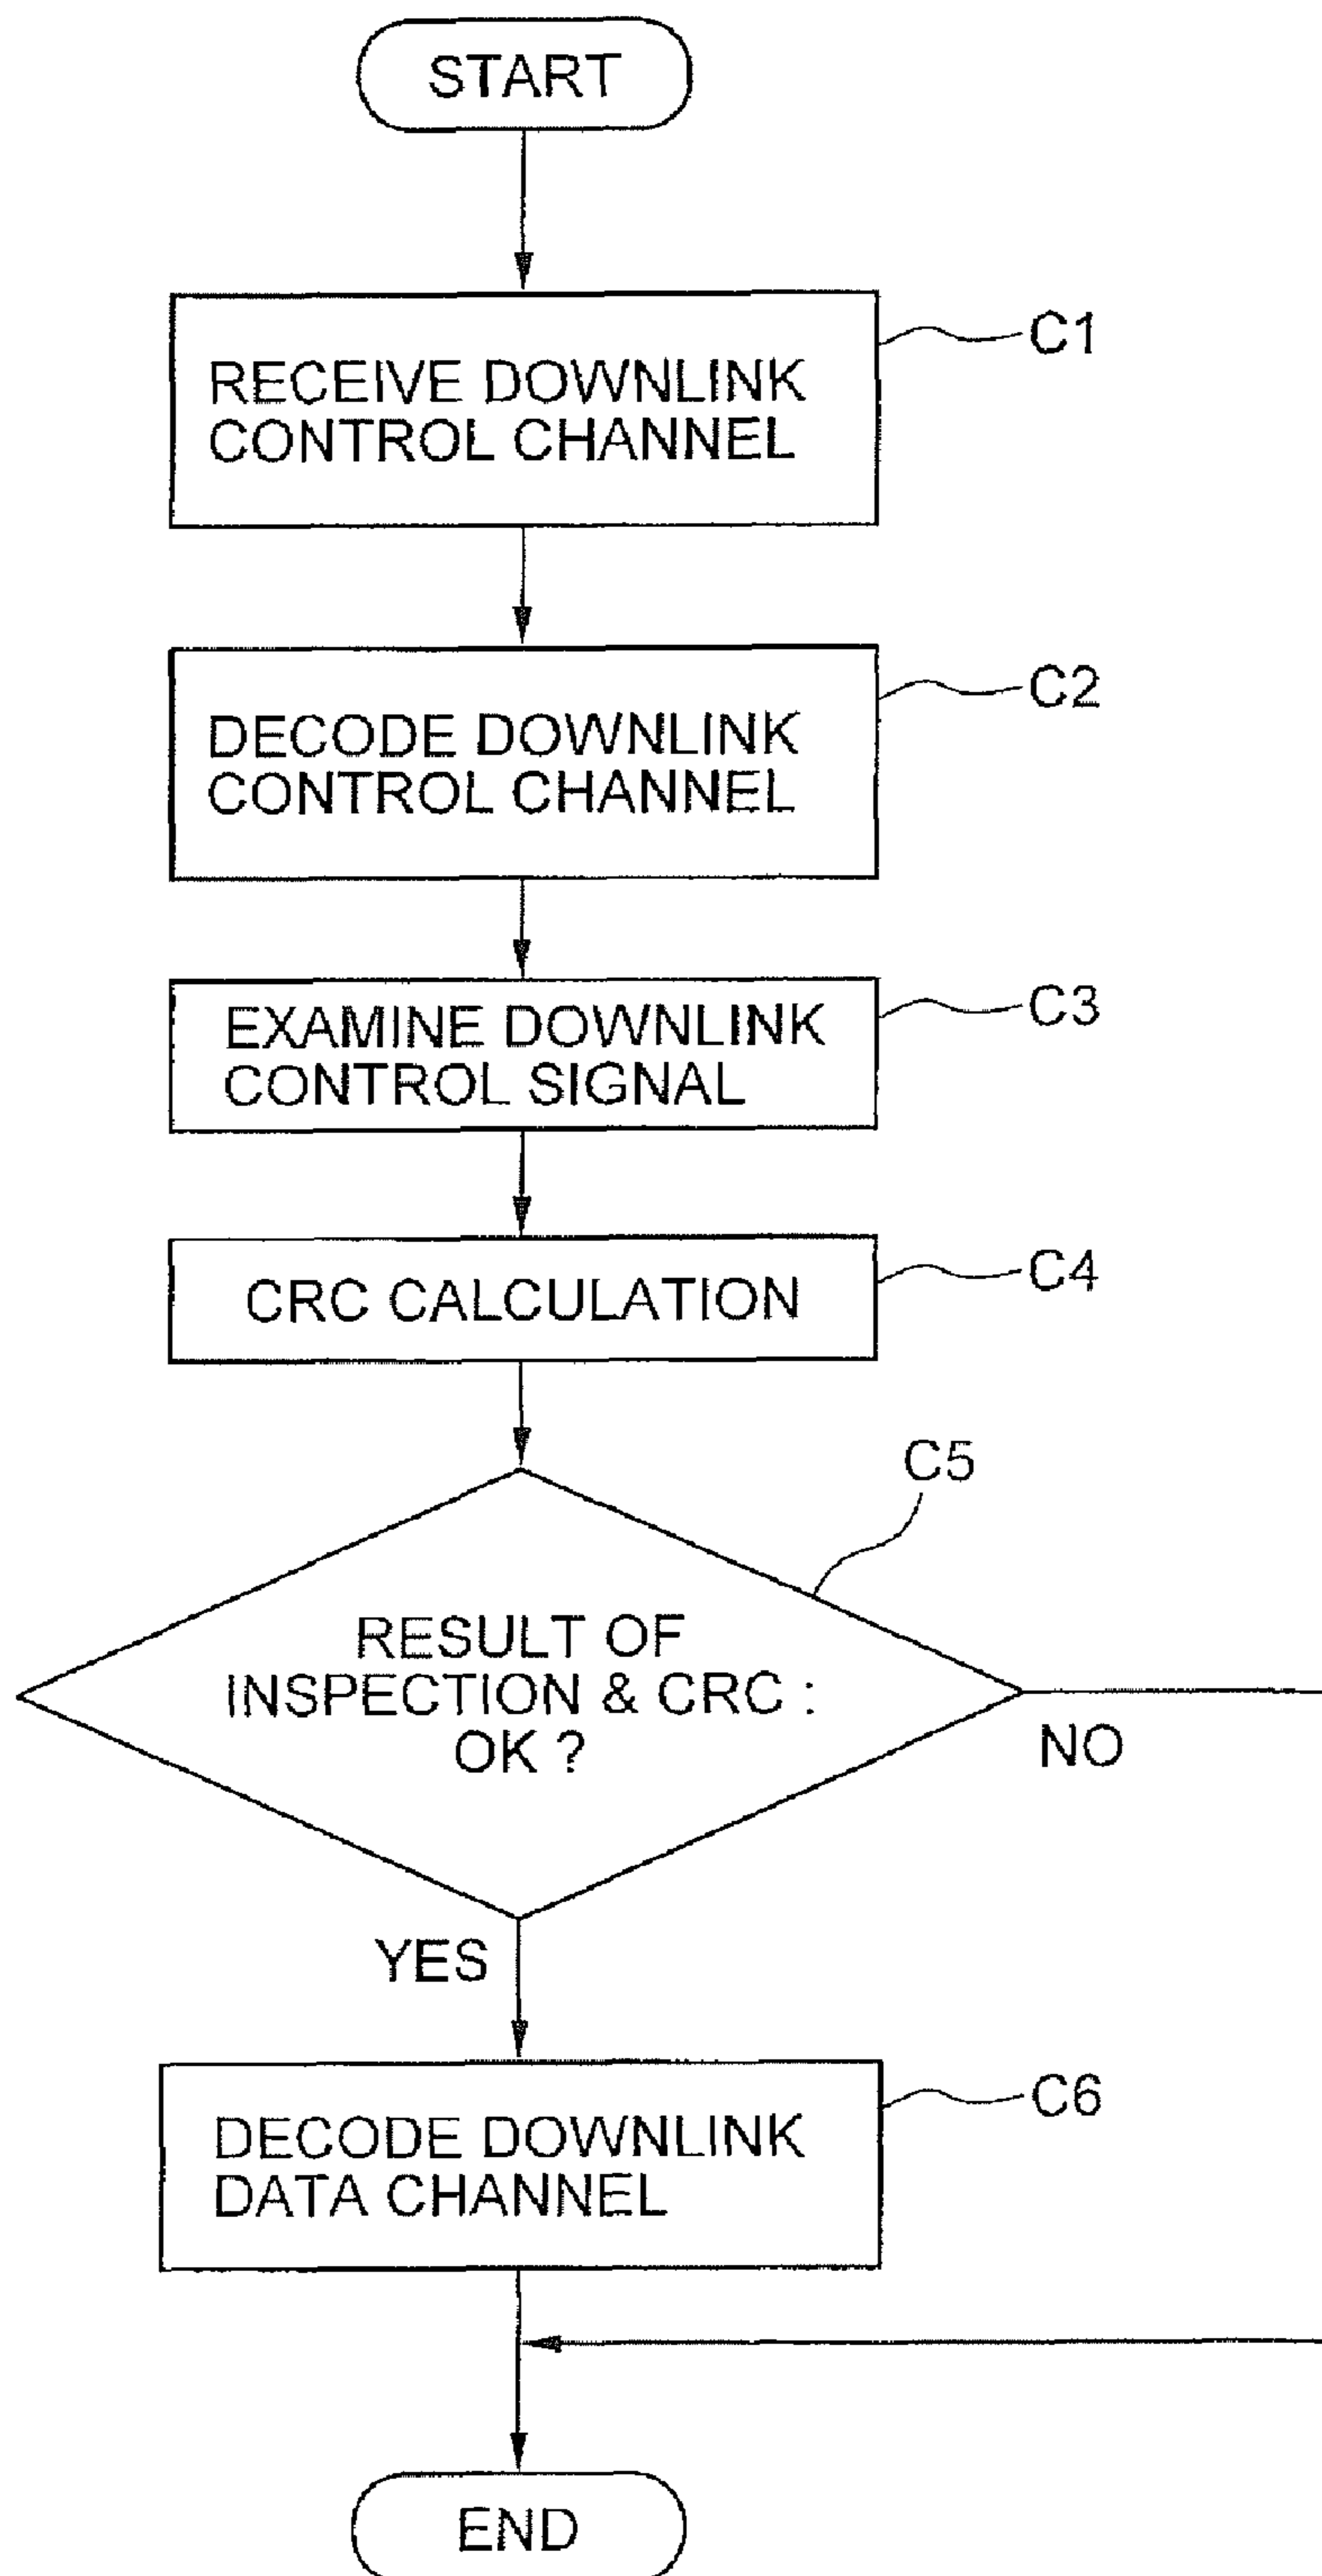 START
RECEIVE DOWNLINK
CONTROL CHANNEL
C1
DECODE DOWNLINK
CONTROL CHANNEL
C2
EXAMINE DOWNLINK
CONTROL SIGNAL
C3
CRC CALCULATION
C4
C5
RESULT OF
INSPECTION & CRC :
OK ?
NO
YES
DECODE DOWNLINK
DATA CHANNEL
C6
END